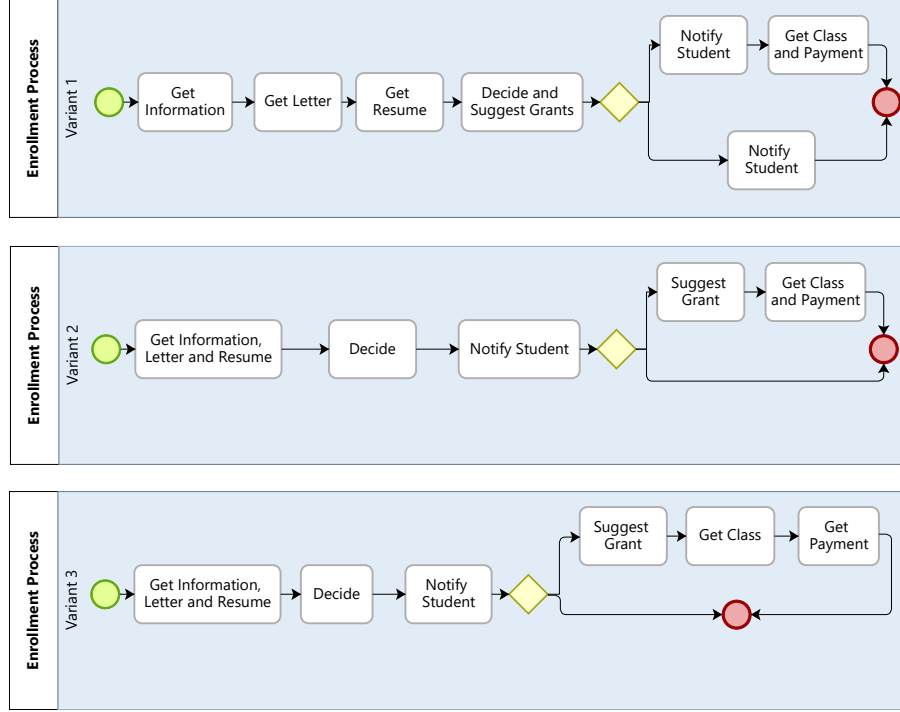 Enrollment Process
Variant 1
Get
Information
Get Letter
Get
Resume
Decide and
Suggest Grants
Notify
Student
Get Class
and Payment
Notify
Student
Enrollment Process
Variant 2
Get Information,
Letter and Resume
Decide
Notify Student
Suggest
Grant
Get Class
and Payment
Enrollment Process
Variant 3
Get Information,
Letter and Resume
Decide
Notify
Student
Suggest
Grant
Get Class
Get
Payment